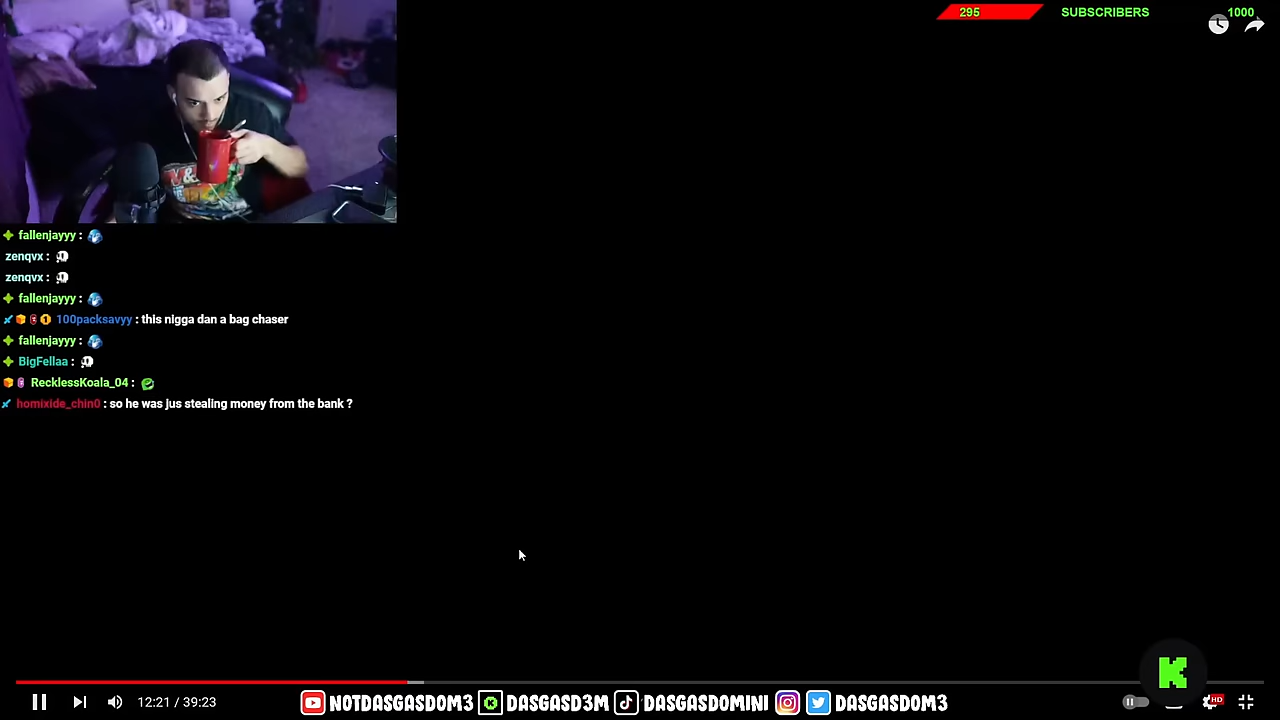 295 SUBSCRIBERS 1000
M&
fallenjayyy :
zenqvx :
zenqvx :
fallenjayyy :
100packsavyy : this nigga dan a bag chaser
fallenjayyy :
BigFellaa :
RecklessKoala_04 :
homixide_chin0 : so he was jus stealing money from the bank ?
K
12:21 / 39:23 NOTDASGASDOM3 K DASGASD3M DASGASDOMINI DASGASDOM3 HD